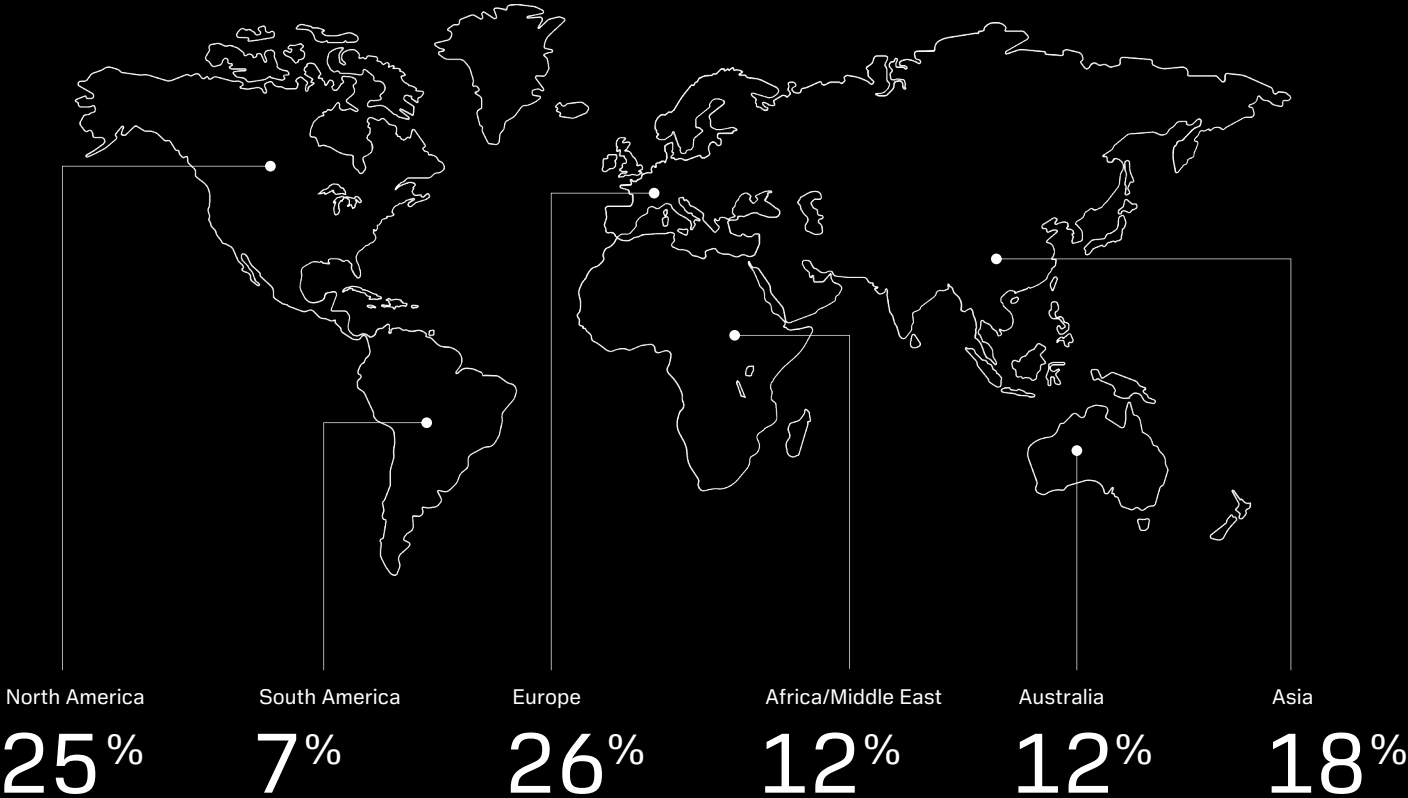 North America
25%
South America
7%
Europe
26%
Africa/Middle East
12%
Australia
12%
Asia
18%